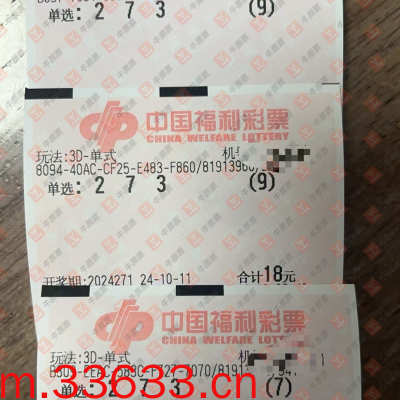 单选: 2 7 3 (9)
中国福利彩票
CHINA WELFARE LOTTERY
玩法:3D-单式
8094-40AC-CF25-E483-F860/819139
单选: 2 7 3 (9)
开奖期:2024271 24-10-11 合计18元
中国福利彩票
CHINA WELFARE LOTTERY
玩法:3D-单式
单选: 2 7 3 (7)
m.33633.cn